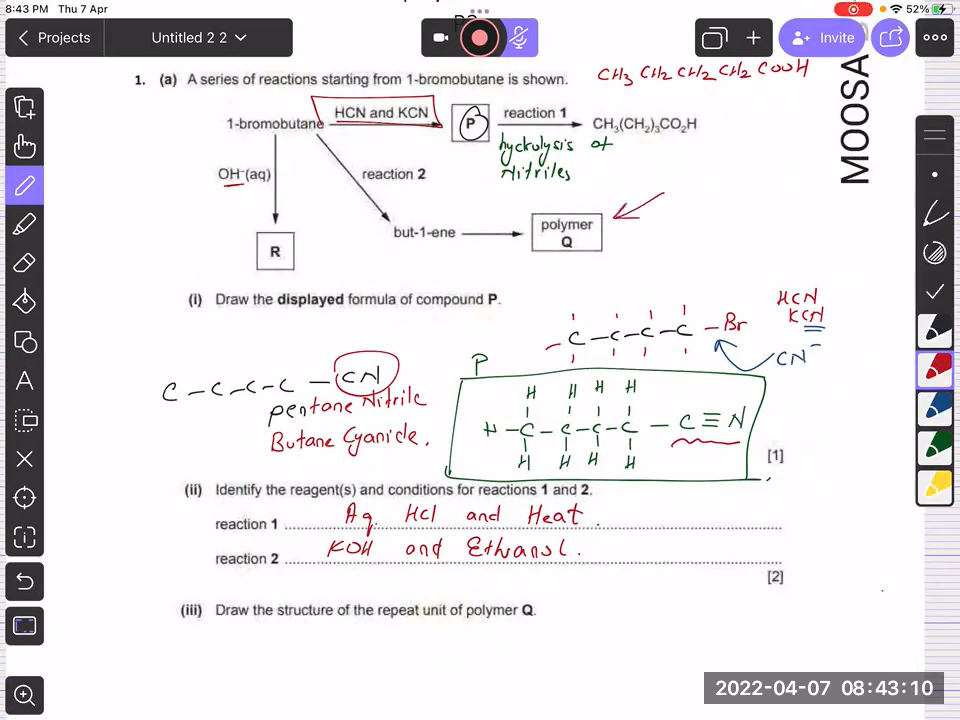 8:43 PM Thu 7 Apr
52%
Projects
Untitled 2 2
Invite
MOOSA
1. (a) A series of reactions starting from 1-bromobutane is shown.
CH3 CH2 CH2 CH2 COOH
1-bromobutane
HCN and KCN
P
reaction 1
CH3(CH2)3CO2H
hydrolysis of
Nitriles
OH–(aq)
reaction 2
R
but-1-ene
polymer
Q
(i) Draw the displayed formula of compound P.
HCN
KCN
C – C – C – C – Br
CN–
P
C – C – C – C – CN
pentane Nitrile
Butane Cyanide.
H H H H
H – C – C – C – C – C ≡ N
H H H H
[1]
(ii) Identify the reagent(s) and conditions for reactions 1 and 2.
reaction 1 Aq. HCl and Heat.
reaction 2 KOH and Ethanol.
[2]
(iii) Draw the structure of the repeat unit of polymer Q.
2022-04-07 08:43:10